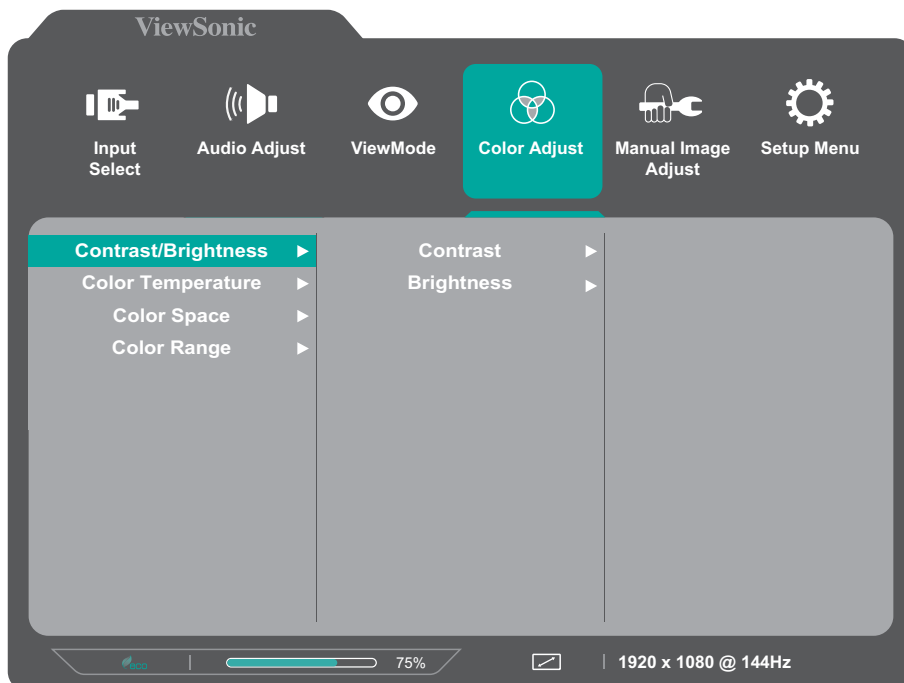 ViewSonic
Input
Select
Audio Adjust
ViewMode
Color Adjust
Manual Image
Adjust
Setup Menu
Contrast/Brightness
Color Temperature
Color Space
Color Range
Contrast
Brightness
eco
75%
1920 x 1080 @ 144Hz